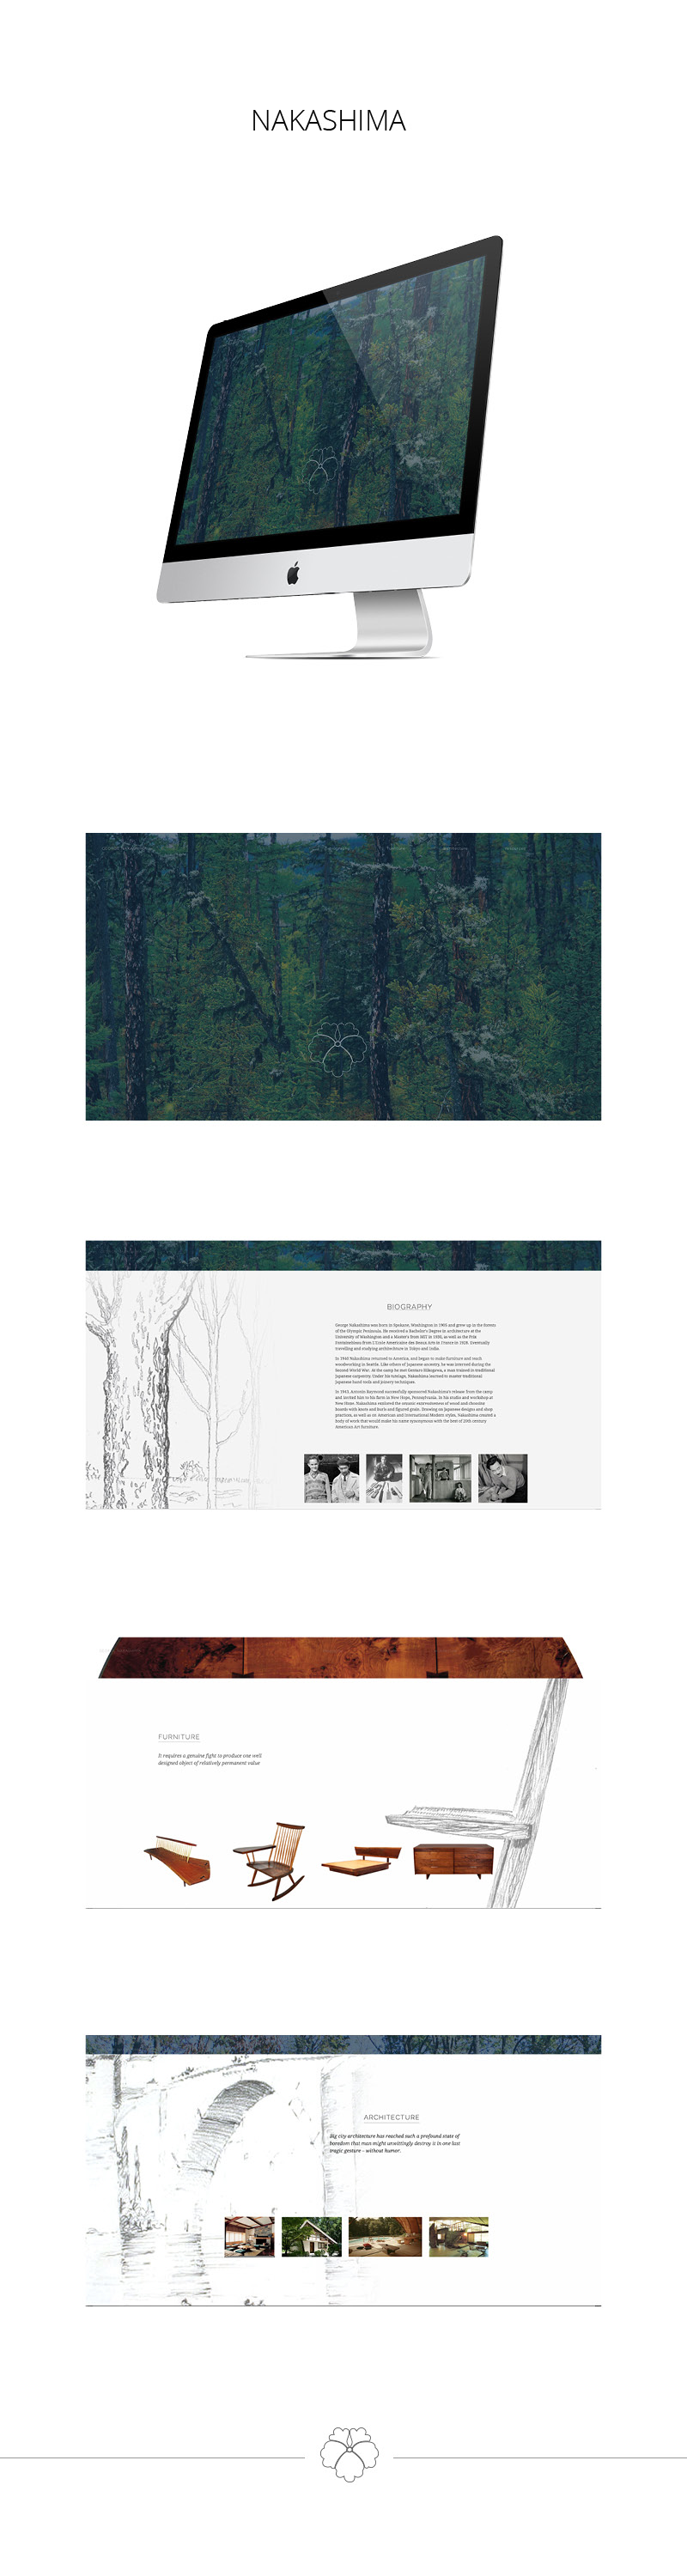 NAKASHIMA
BIOGRAPHY
George Nakashima was born in Spokane, Washington in 1905 and grew up in the forests
of the Olympic Peninsula. He received a Bachelor's Degree in architecture at the
University of Washington and a Master's from MIT in 1930, as well as the Prix
Fontainebleau from L'Ecole Americaine des Beaux Arts in France in 1928. Eventually
travelling and studying architecture in Tokyo and India.
In 1940 Nakashima returned to America, and began to make furniture and teach
woodworking in Seattle. Like others of Japanese ancestry, he was interned during the
Second World War. At the camp he met Gentaro Hikogawa, a man trained in traditional
Japanese carpentry. Under his tutelage, Nakashima learned to master traditional
Japanese hand tools and joinery techniques.
In 1943, Antonin Raymond successfully sponsored Nakashima's release from the camp
and invited him to his farm in New Hope, Pennsylvania. In his studio and workshop at
New Hope, Nakashima explored the organic expressiveness of wood and choosing
boards with knots and burls and figured grain. Drawing on Japanese designs and shop
practices, as well as on American and International Modern styles, Nakashima created a
body of work that would make his name synonymous with the best of 20th century
American Art furniture.
FURNITURE
It requires a genuine fight to produce one well
designed object of relatively permanent value
ARCHITECTURE
Big city architecture has reached such a profound state of
boredom that man might unwittingly destroy it in one last
tragic gesture - without humor.